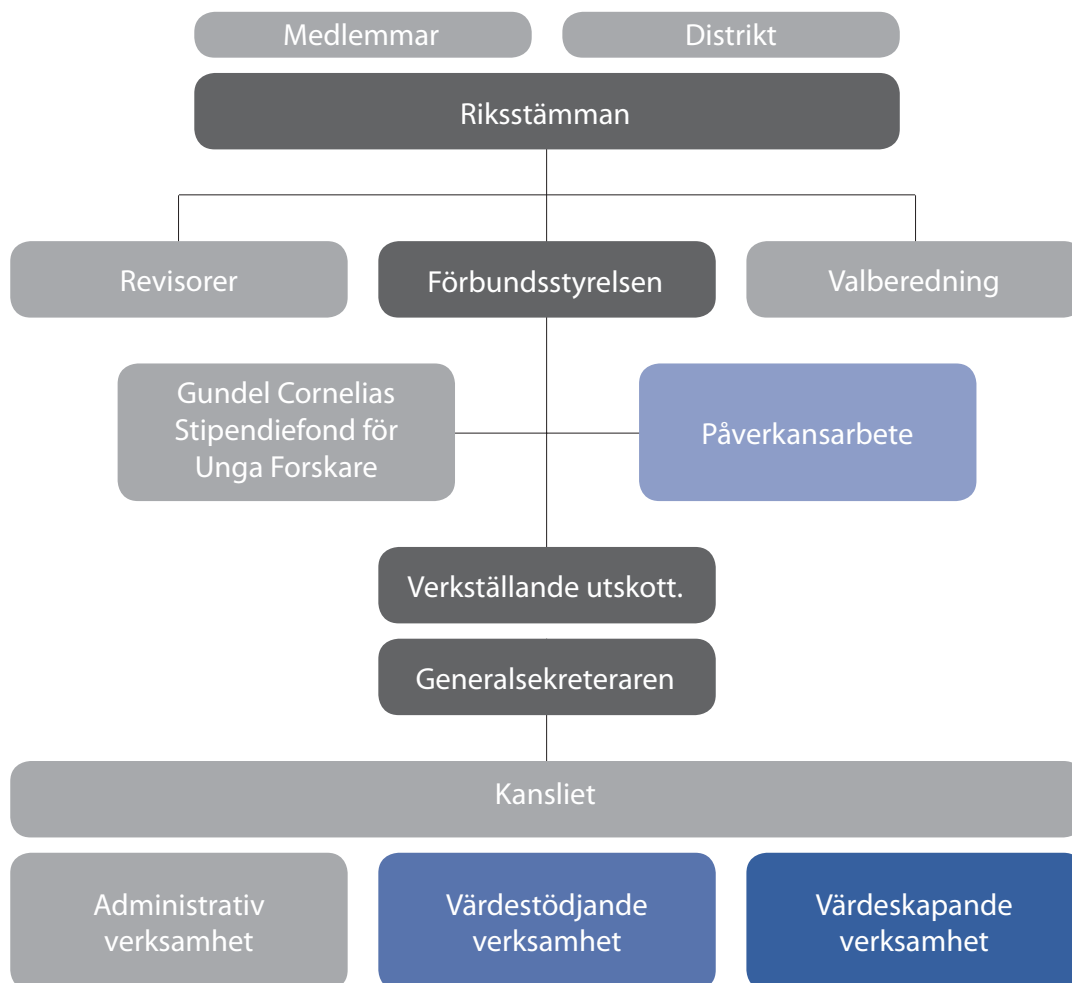 Medlemmar
Distrikt
Riksstämman
Revisorer
Förbundsstyrelsen
Valberedning
Gundel Cornelias
Stipendiefond för
Unga Forskare
Påverkansarbete
Verkställande utskott.
Generalsekreteraren
Kansliet
Administrativ
verksamhet
Värdestödjande
verksamhet
Värdeskapande
verksamhet